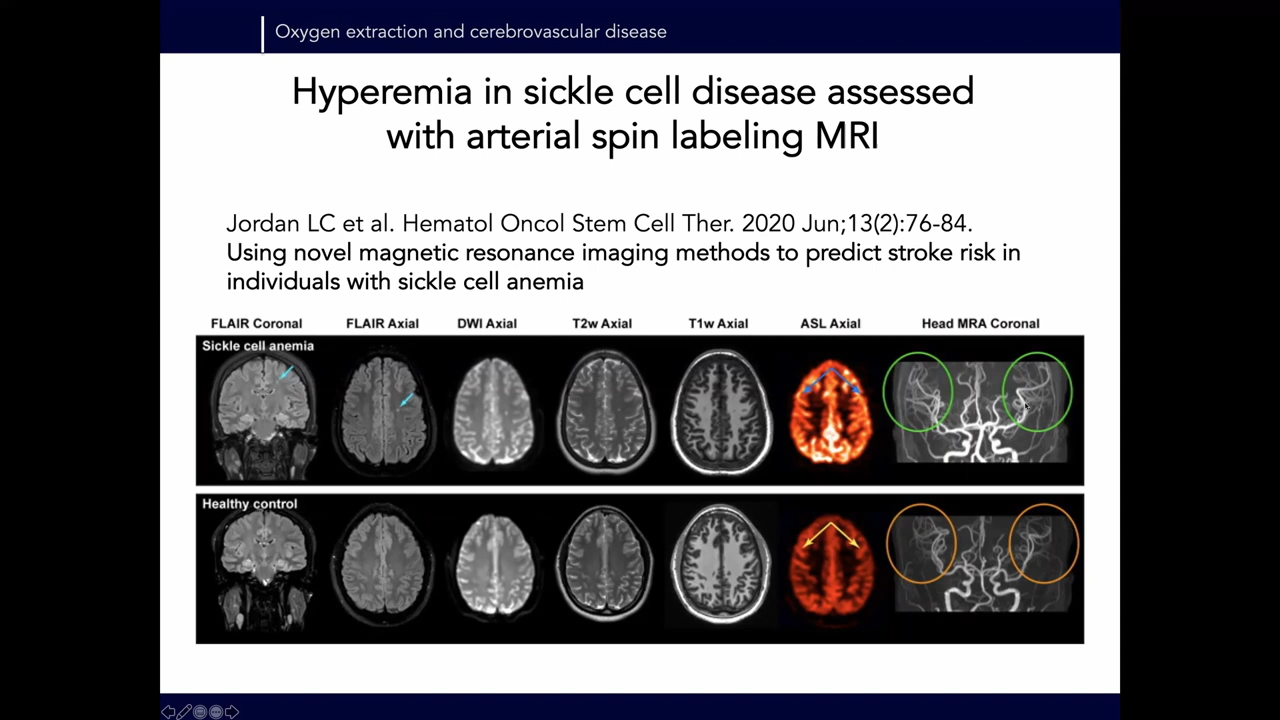 Oxygen extraction and cerebrovascular disease
Hyperemia in sickle cell disease assessed
with arterial spin labeling MRI
Jordan LC et al. Hematol Oncol Stem Cell Ther. 2020 Jun;13(2):76-84.
Using novel magnetic resonance imaging methods to predict stroke risk in
individuals with sickle cell anemia
FLAIR Coronal FLAIR Axial DWI Axial T2w Axial T1w Axial ASL Axial Head MRA Coronal
Sickle cell anemia
Healthy control